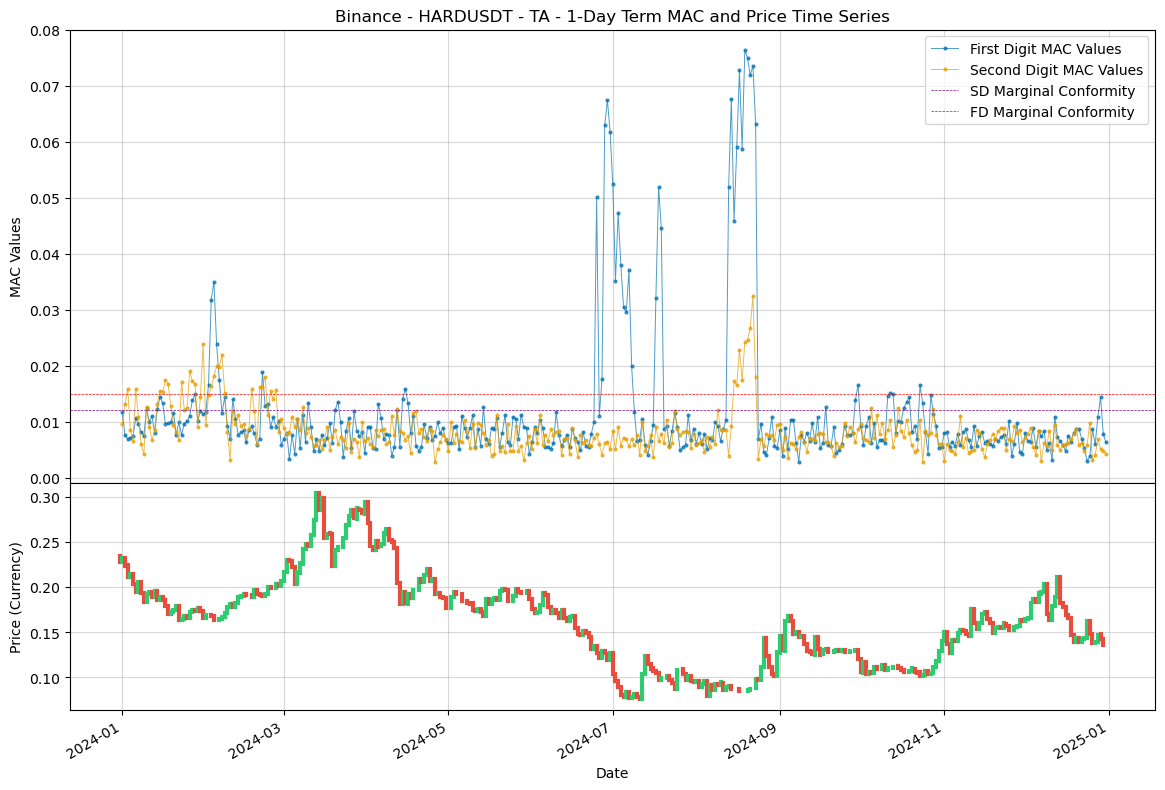 Binance - HARDUSDT - TA - 1-Day Term MAC and Price Time Series
First Digit MAC Values
Second Digit MAC Values
SD Marginal Conformity
FD Marginal Conformity
MAC Values
0.08
0.07
0.06
0.05
0.04
0.03
0.02
0.01
0.00
Price (Currency)
0.30
0.25
0.20
0.15
0.10
2024-01
2024-03
2024-05
2024-07
2024-09
2024-11
2025-01
Date